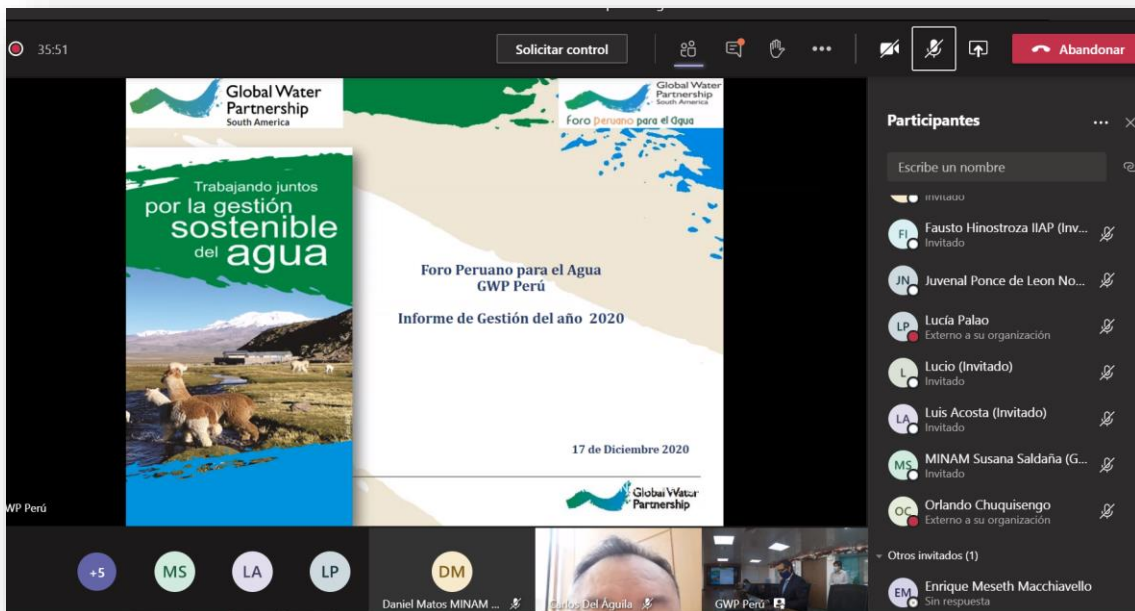 35:51
Solicitar control
Abandonar
Global Water
Partnership
South America
Global Water
Partnership
South America
Foro peruano para el agua
Trabajando juntos
por la gestión
sostenible
del agua
Foro Peruano para el Agua
GWP Perú
Informe de Gestión del año 2020
17 de Diciembre 2020
Global Water
Partnership
WP Perú
+5
MS
LA
LP
DM
Daniel Matos MINAM ...
Carlos Del Águila
GWP Perú
Participantes
Escribe un nombre
Invitado
FI
Fausto Hinostroza IIAP (Inv...
Invitado
JN
Juvenal Ponce de Leon No...
LP
Lucía Palao
Externo a su organización
L
Lucio (Invitado)
Invitado
LA
Luis Acosta (Invitado)
Invitado
MS
MINAM Susana Saldaña (G...
Invitado
OC
Orlando Chuquisengo
Externo a su organización
Otros invitados (1)
EM
Enrique Meseth Macchiavello
Sin respuesta